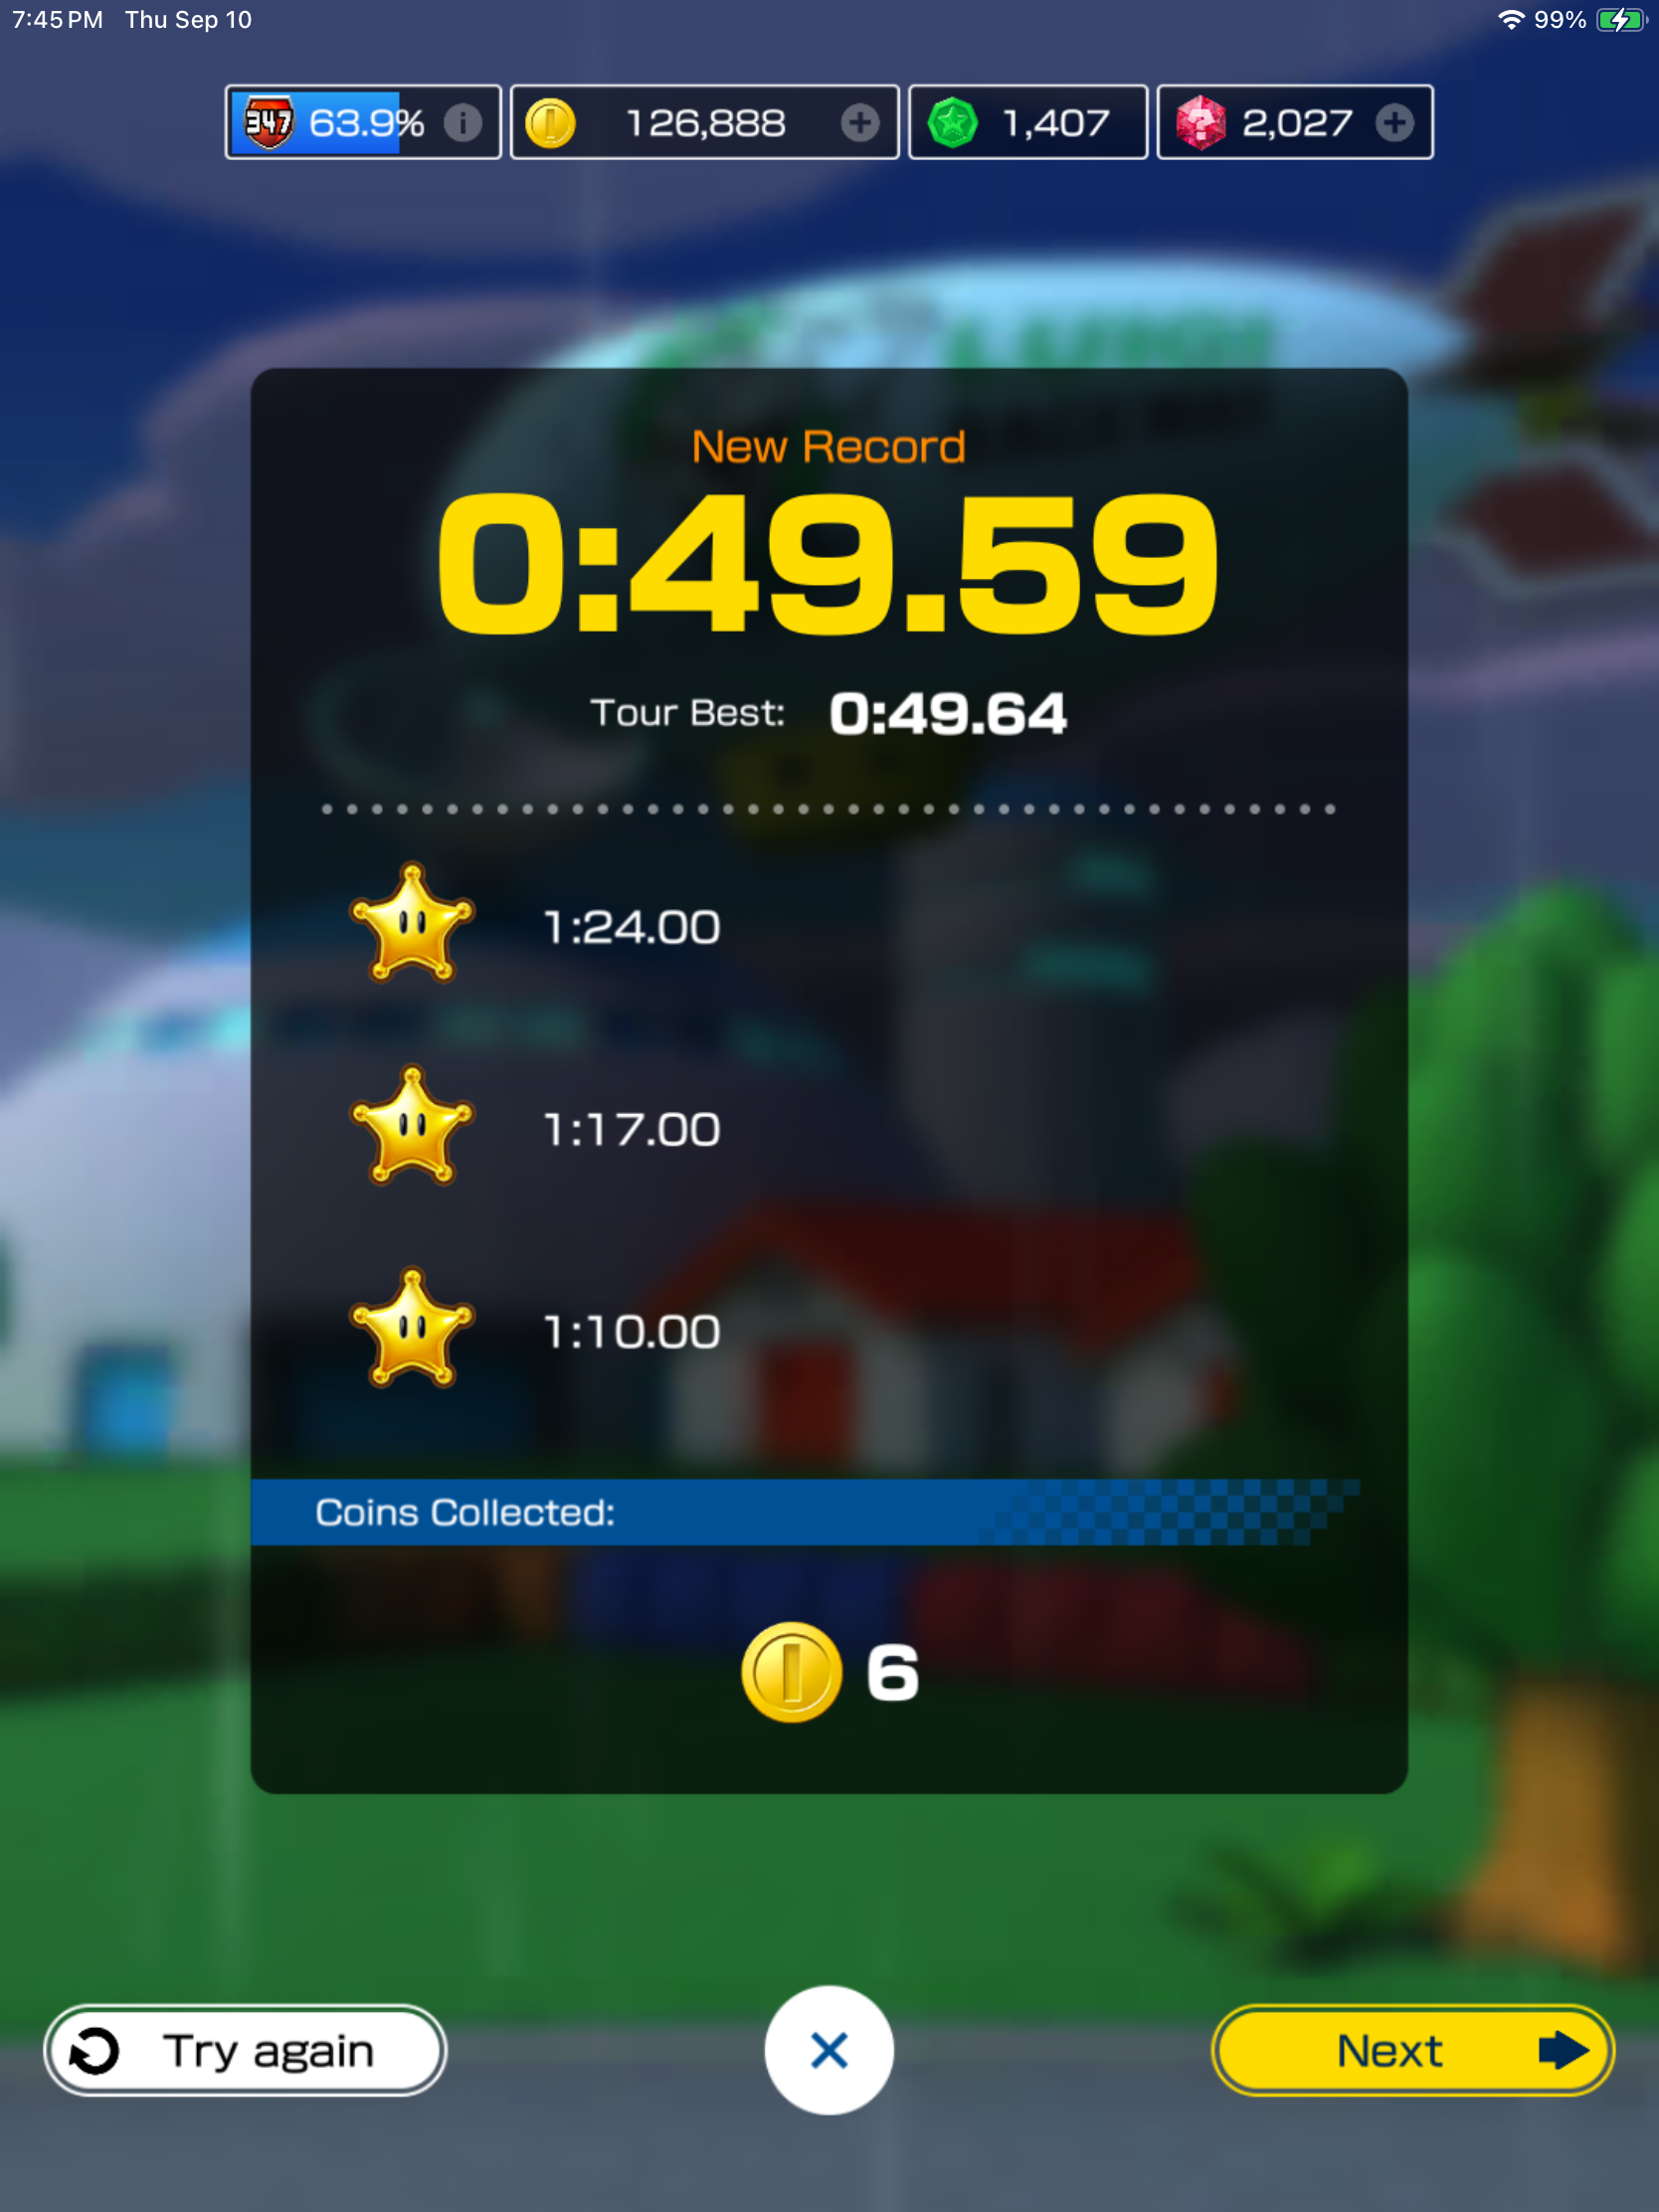 7:45 PM Thu Sep 10 99%
347 63.9% i 126,888 1,407 2,027
LUIGI
New Record
0:49.59
Tour Best: 0:49.64
1:24.00
1:17.00
1:10.00
Coins Collected:
6
Try again × Next